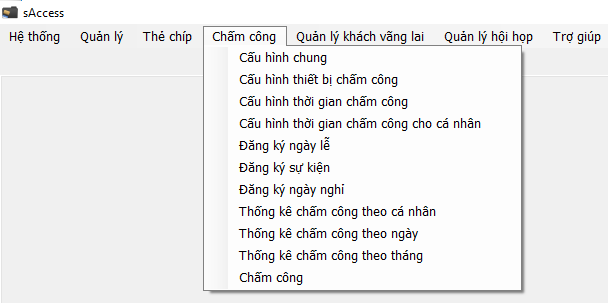 sAccess
Hệ thống Quản lý Thẻ chíp Chấm công Quản lý khách vãng lai Quản lý hội họp Trợ giúp
Cấu hình chung
Cấu hình thiết bị chấm công
Cấu hình thời gian chấm công
Cấu hình thời gian chấm công cho cá nhân
Đăng ký ngày lễ
Đăng ký sự kiện
Đăng ký ngày nghỉ
Thống kê chấm công theo cá nhân
Thống kê chấm công theo ngày
Thống kê chấm công theo tháng
Chấm công